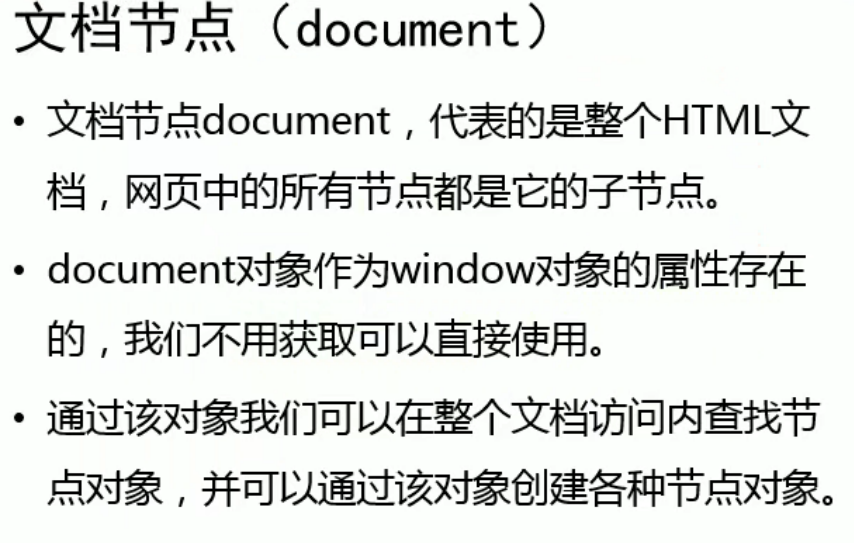 文档节点（document）
• 文档节点document，代表的是整个HTML文
档，网页中的所有节点都是它的子节点。
• document对象作为window对象的属性存在
的，我们不用获取可以直接使用。
• 通过该对象我们可以在整个文档访问内查找节
点对象，并可以通过该对象创建各种节点对象。